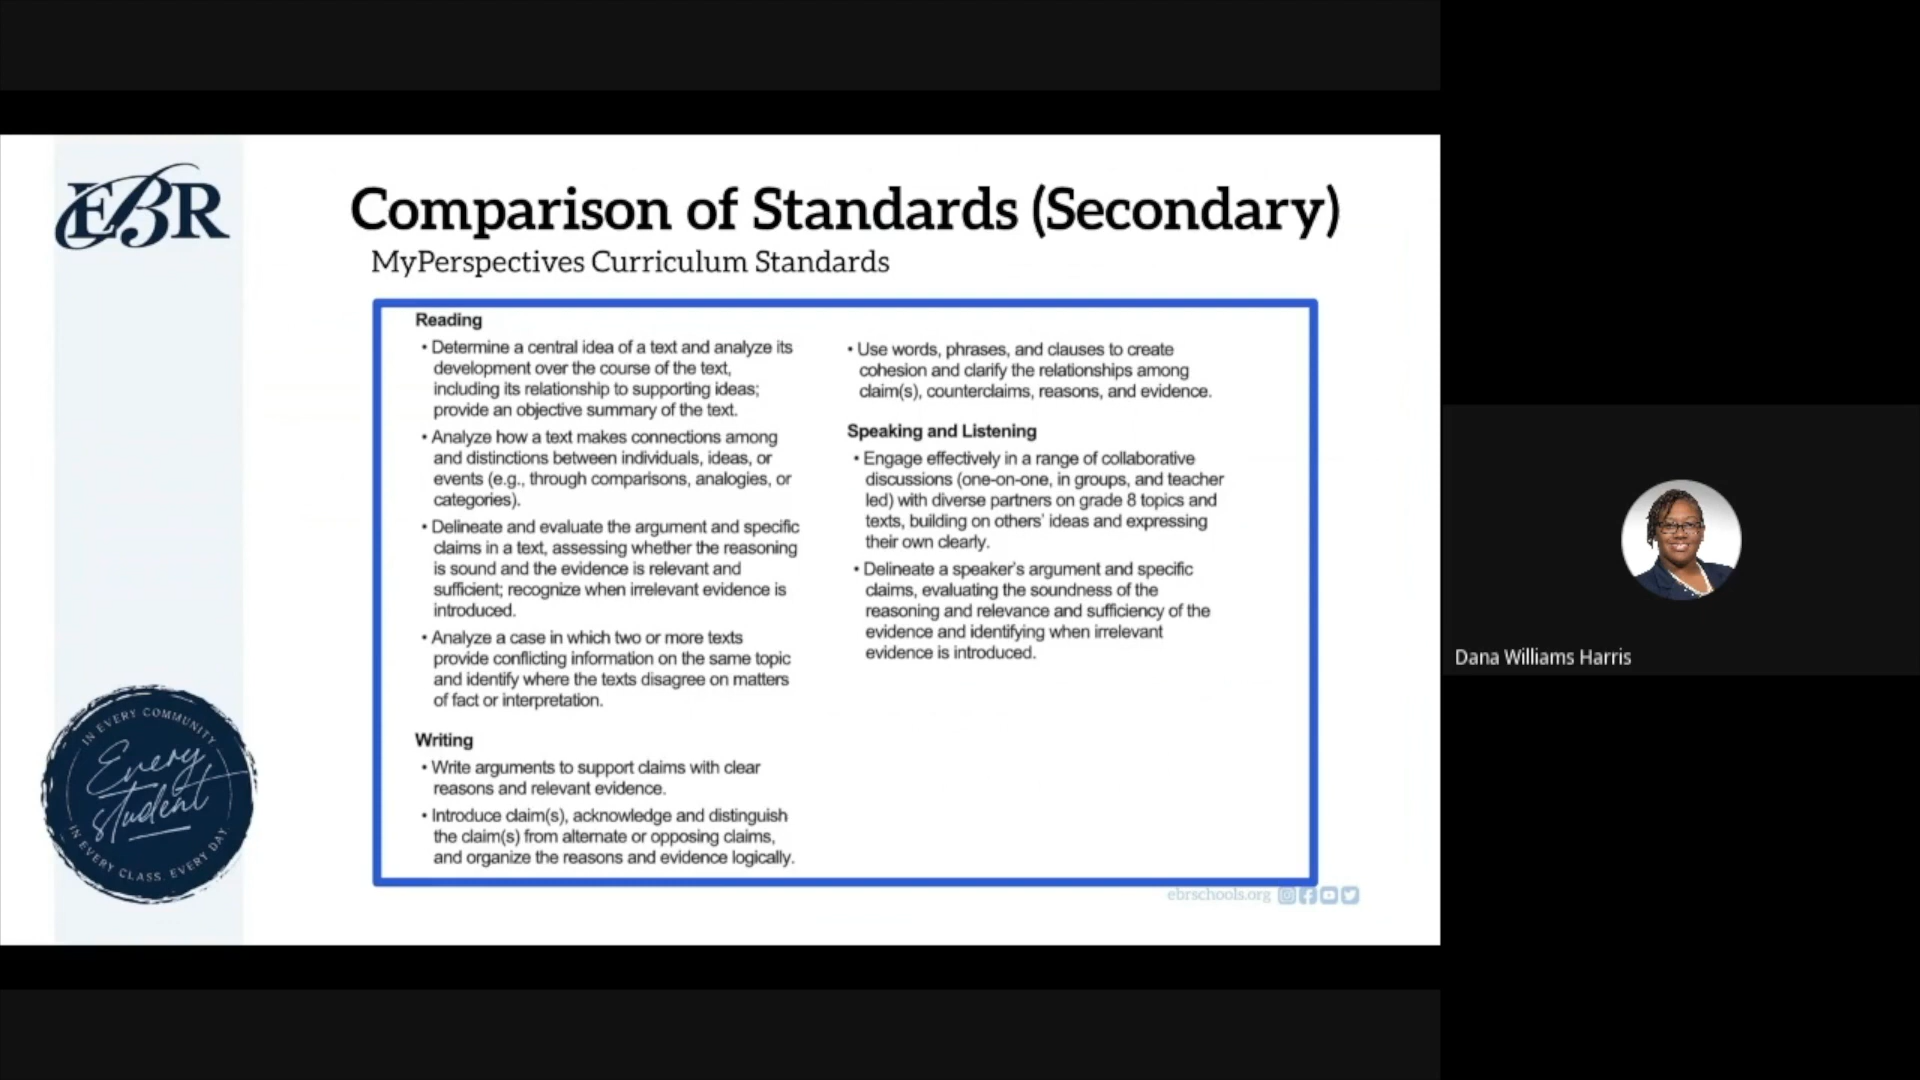 EBR
Comparison of Standards (Secondary)
MyPerspectives Curriculum Standards
Reading
• Determine a central idea of a text and analyze its
development over the course of the text,
including its relationship to supporting ideas;
provide an objective summary of the text.
• Analyze how a text makes connections among
and distinctions between individuals, ideas, or
events (e.g., through comparisons, analogies, or
categories).
• Delineate and evaluate the argument and specific
claims in a text, assessing whether the reasoning
is sound and the evidence is relevant and
sufficient; recognize when irrelevant evidence is
introduced.
• Analyze a case in which two or more texts
provide conflicting information on the same topic
and identify where the texts disagree on matters
of fact or interpretation.
Writing
• Write arguments to support claims with clear
reasons and relevant evidence.
• Introduce claim(s), acknowledge and distinguish
the claim(s) from alternate or opposing claims,
and organize the reasons and evidence logically.
• Use words, phrases, and clauses to create
cohesion and clarify the relationships among
claim(s), counterclaims, reasons, and evidence.
Speaking and Listening
• Engage effectively in a range of collaborative
discussions (one-on-one, in groups, and teacher
led) with diverse partners on grade 8 topics and
texts, building on others' ideas and expressing
their own clearly.
• Delineate a speaker's argument and specific
claims, evaluating the soundness of the
reasoning and relevance and sufficiency of the
evidence and identifying when irrelevant
evidence is introduced.
IN EVERY COMMUNITY
Every
student
IN EVERY CLASS. EVERY DAY.
ebrschools.org
Dana Williams Harris